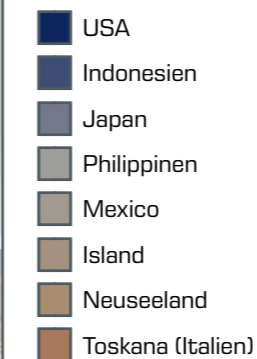 USA
Indonesien
Japan
Philippinen
Mexico
Island
Neuseeland
Toskana (Italien)